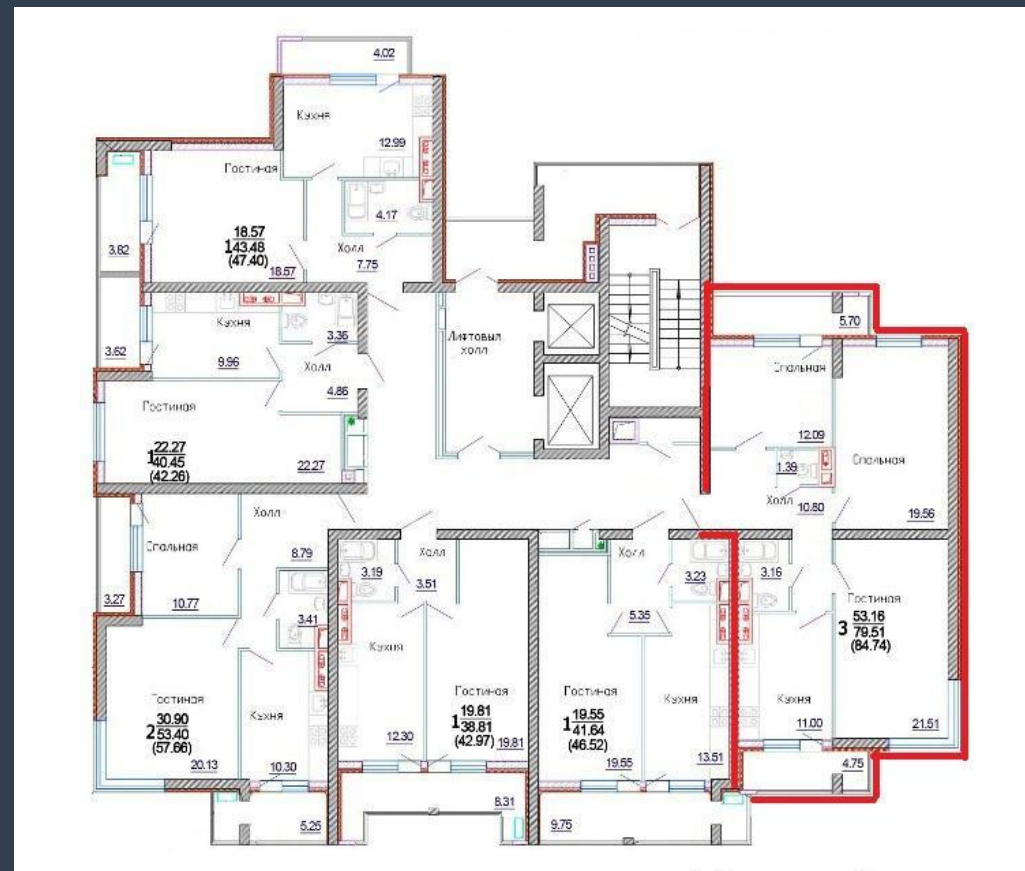 4.02
Кухня
12.99
Гостиная
4.17
18.57
1 43.48
(47.40)
3.82
18.57
Холл
7.75
Кухня
3.36
3.62
9.96
Холл
4.86
Лифтовый
холл
5.70
Спальная
Гостиная
12.09
22.27
1 40.45
(42.26)
22.27
1.39
Спальная
Холл
10.80
19.56
Холл
Спальная
8.79
Холл
Холл
3.19
3.51
3.23
3.16
3.27
10.77
3.41
5.35
Гостиная
53.16
3 79.51
(84.74)
Кухня
Гостиная
30.90
2 53.40
(57.66)
Кухня
Гостиная
19.81
1 38.81
(42.97)
Гостиная
19.55
1 41.64
(46.52)
Кухня
Кухня
11.00
21.51
12.30
19.81
19.55
13.51
20.13
10.30
4.75
5.25
8.31
9.75